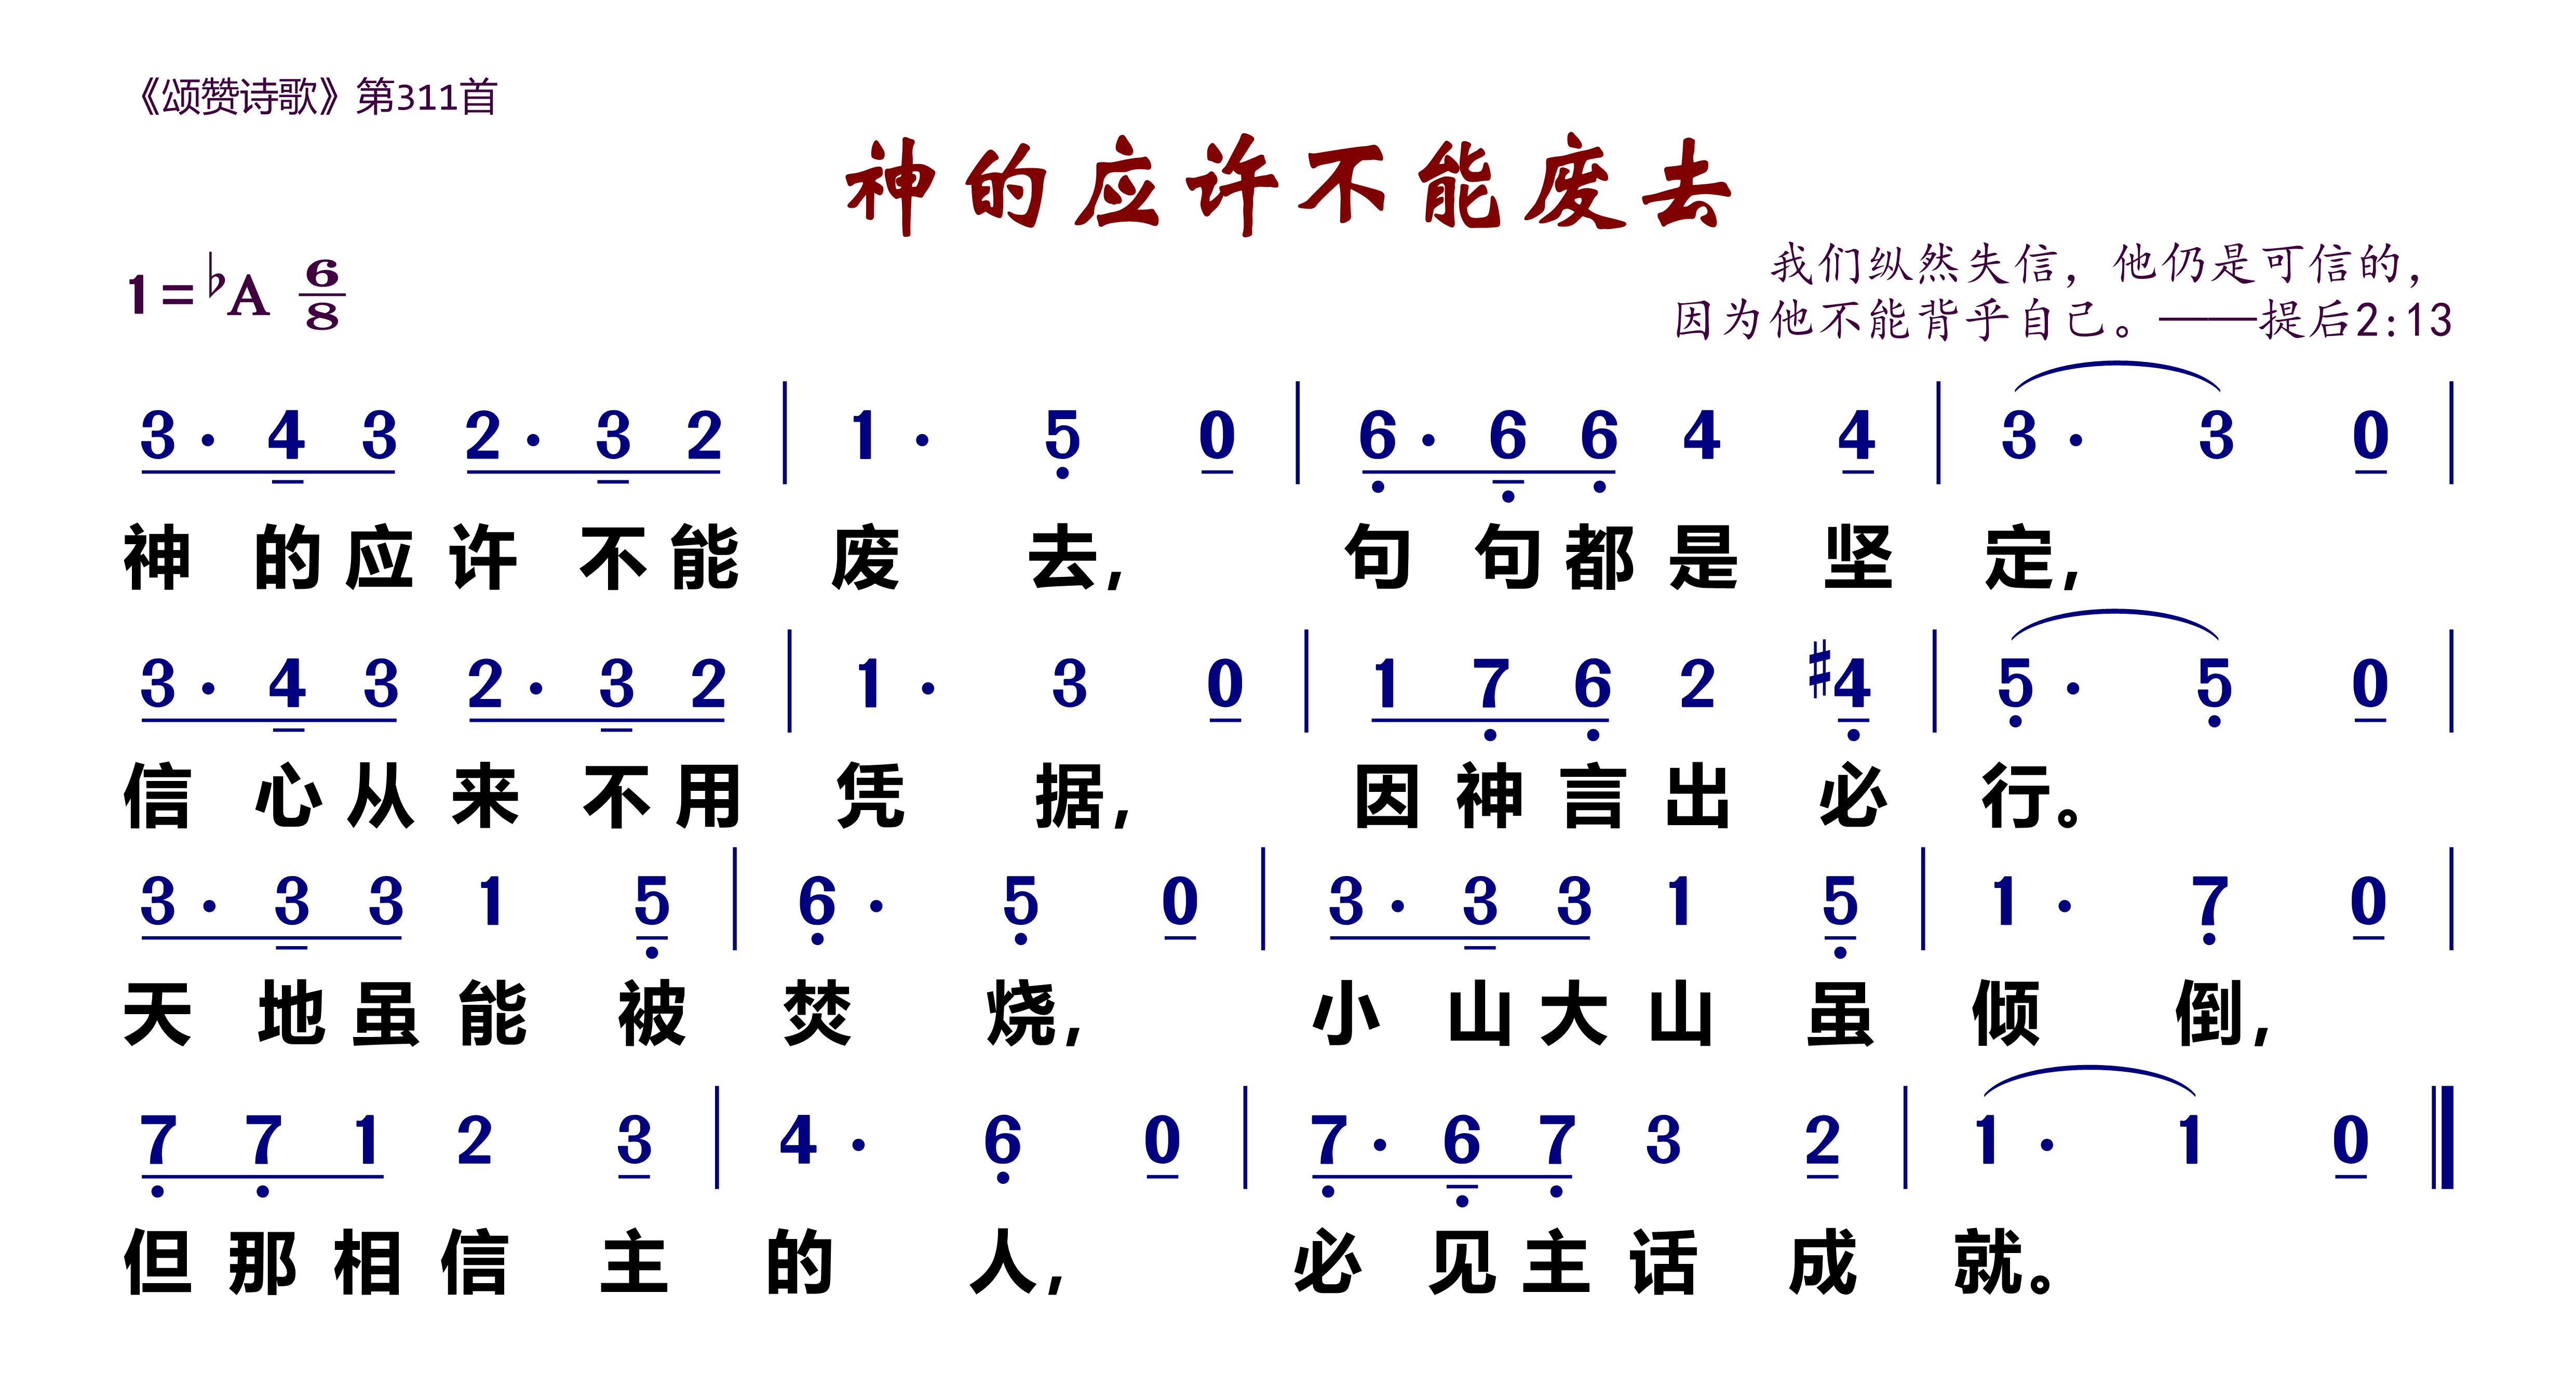 《颂赞诗歌》第311首
神的应许不能废去
1=♭A 6/8
我们纵然失信，他仍是可信的，
因为他不能背乎自己。——提后2:13
3· 4 3 2· 3 2 | 1· 5̣ 0 | 6̣· 6̣ 6̣ 4 4 | 3· 3 0 |
神的应许不能废去，句句都是坚定，
3· 4 3 2· 3 2 | 1· 3 0 | 1 7̣ 6̣ 2 #4̣ | 5̣· 5̣ 0 |
信心从来不用凭据，因神言出必行。
3· 3 3 1 5̣ | 6̣· 5̣ 0 | 3· 3 3 1 5̣ | 1· 7̣ 0 |
天地虽能被焚烧，小山大山虽倾倒，
7̣ 7̣ 1 2 3 | 4· 6̣ 0 | 7̣· 6̣ 7̣ 3 2 | 1· 1 0 ‖
但那相信主的人，必见主话成就。